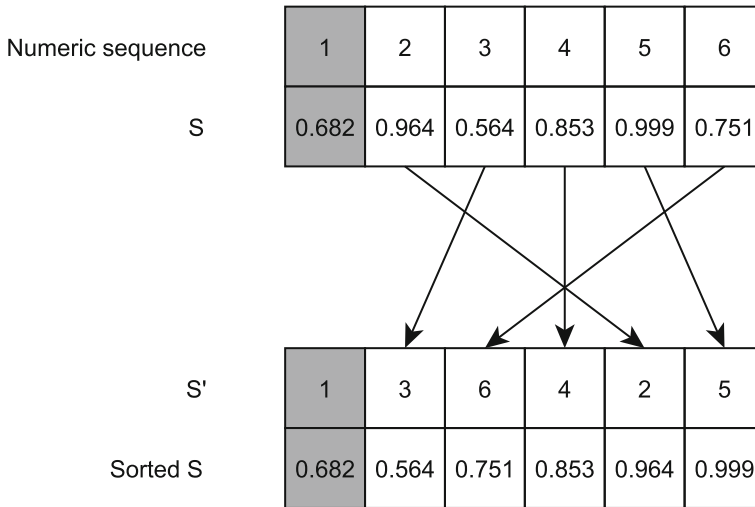 Numeric sequence 1 2 3 4 5 6
S 0.682 0.964 0.564 0.853 0.999 0.751
S' 1 3 6 4 2 5
Sorted S 0.682 0.564 0.751 0.853 0.964 0.999